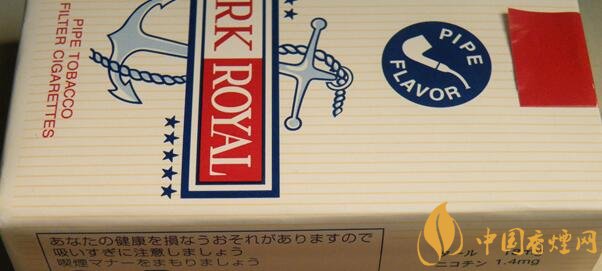 PIPE TOBACCO
FILTER CIGARETTES
RK ROYAL
PIPE
FLAVOR
あなたの健康を損なうおそれがありますので
吸いすぎに注意しましょう
喫煙マナーをまもりましょう
タール
ニコチン 1.4mg
中国香烟网